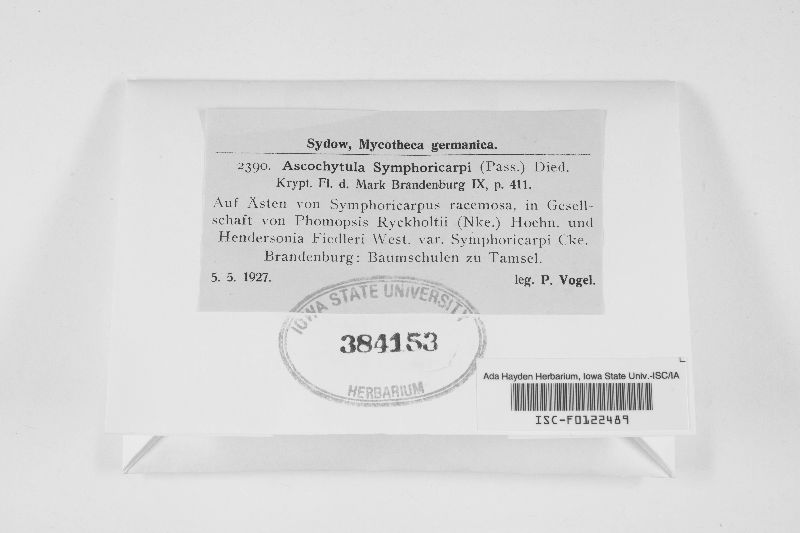 Sydow, Mycotheca germanica.
2390. Ascochytula Symphoricarpi (Pass.) Died.
Krypt. Fl. d. Mark Brandenburg IX, p. 411.
Auf Ästen von Symphoricarpus racemosa, in Gesell-
schaft von Phomopsis Ryckholtii (Nke.) Hoehn. und
Hendersonia Fiedleri West. var. Symphoricarpi Cke.
Brandenburg: Baumschulen zu Tamsel.
5. 5. 1927. leg. P. Vogel.
IOWA STATE UNIVERSITY
384153
HERBARIUM
Ada Hayden Herbarium, Iowa State Univ.-ISC/IA
ISC-F0122489